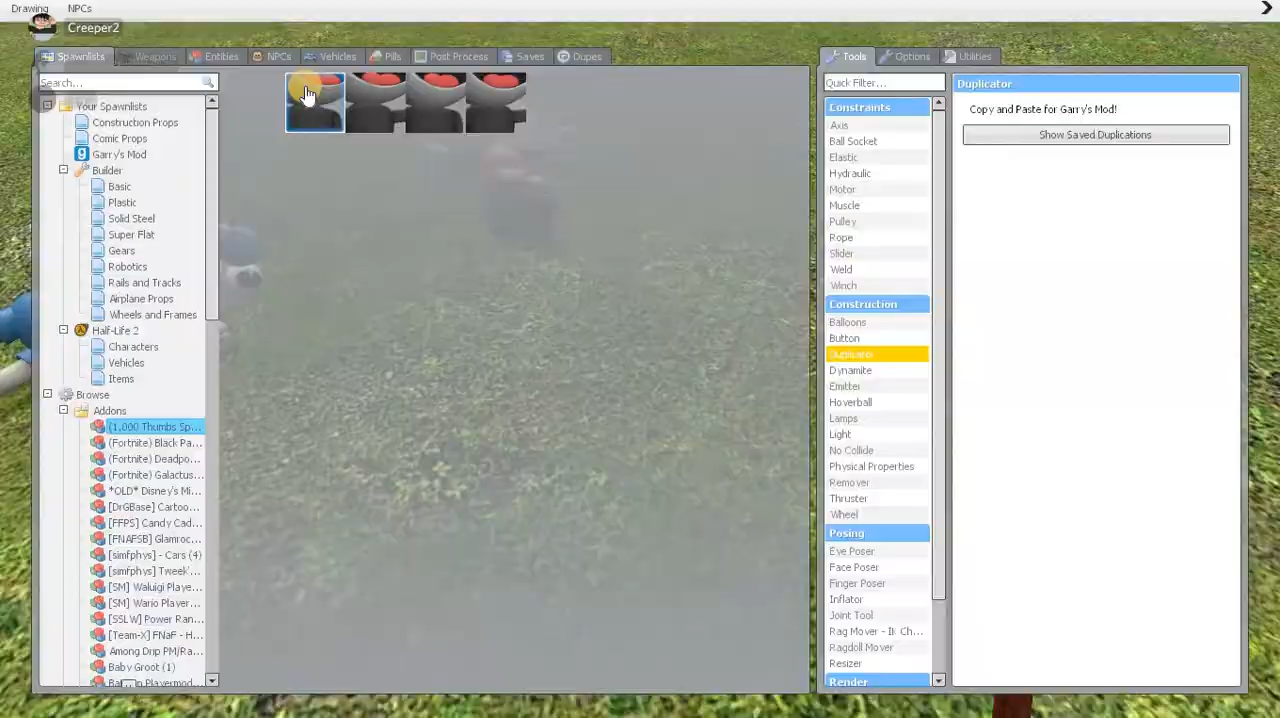 Drawing NPCs
Creeper2
Spawnlists Weapons Entities NPCs Vehicles Pills Post Process Saves Dupes
Search...
Your Spawnlists
Construction Props
Comic Props
Garry's Mod
Builder
Basic
Plastic
Solid Steel
Super Flat
Gears
Robotics
Rails and Tracks
Airplane Props
Wheels and Frames
Half-Life 2
Characters
Vehicles
Items
Browse
Addons
(1,000 Thumbs Sp...
(Fortnite) Black Pa...
(Fortnite) Deadpo...
(Fortnite) Galactus...
*OLD* Disney's Mi...
[DrGBase] Cartoo...
[FFPS] Candy Cad...
[FNAFSB] Glamroc...
[simfphys] - Cars (4)
[simfphys] Tweek'...
[SM] Waluigi Playe...
[SM] Wario Player...
[SSLW] Power Ran...
[Team-X] FNaF - H...
Among Drip PM/Ra...
Baby Groot (1)
Tools Options Utilities
Quick Filter...
Constraints
Axis
Ball Socket
Elastic
Hydraulic
Motor
Muscle
Pulley
Rope
Slider
Weld
Winch
Construction
Balloons
Button
Duplicator
Dynamite
Emitter
Hoverball
Lamps
Light
No Collide
Physical Properties
Remover
Thruster
Wheel
Posing
Eye Poser
Face Poser
Finger Poser
Inflator
Joint Tool
Rag Mover - IK Ch...
Ragdoll Mover
Resizer
Render
Duplicator
Copy and Paste for Garry's Mod!
Show Saved Duplications